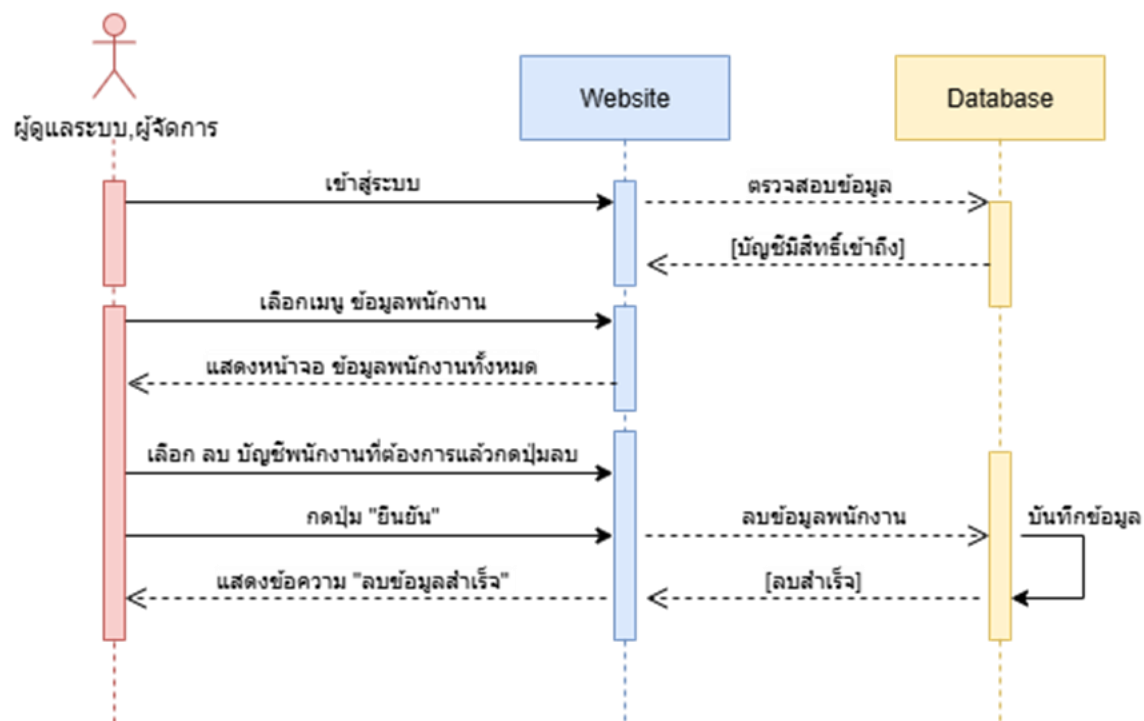 Website
Database
ผู้ดูแลระบบ,ผู้จัดการ
เข้าสู่ระบบ
ตรวจสอบข้อมูล
[บัญชีมีสิทธิ์เข้าถึง]
เลือกเมนู ข้อมูลพนักงาน
แสดงหน้าจอ ข้อมูลพนักงานทั้งหมด
เลือก ลบ บัญชีพนักงานที่ต้องการแล้วกดปุ่มลบ
กดปุ่ม "ยืนยัน"
ลบข้อมูลพนักงาน
บันทึกข้อมูล
แสดงข้อความ "ลบข้อมูลสำเร็จ"
[ลบสำเร็จ]